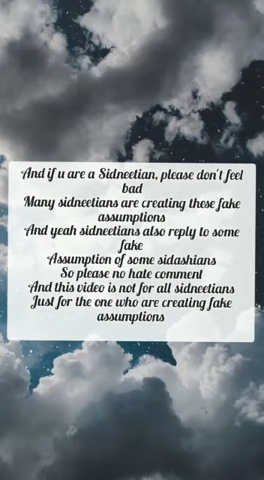 And if u are a Sidneetian, please don't feel
bad
Many sidneetians are creating these fake
assumptions
And yeah sidneetians also reply to some
fake
Assumption of some sidashians
So please no hate comment
And this video is not for all sidneetians
Just for the one who are creating fake
assumptions